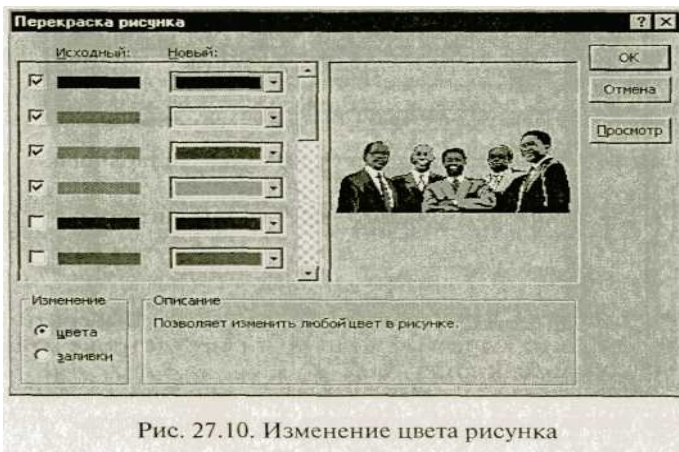 Перекраска рисунка
Исходный: Новый:
OK
Отмена
Просмотр
Изменение
цвета
заливки
Описание
Позволяет изменить любой цвет в рисунке.
Рис. 27.10. Изменение цвета рисунка